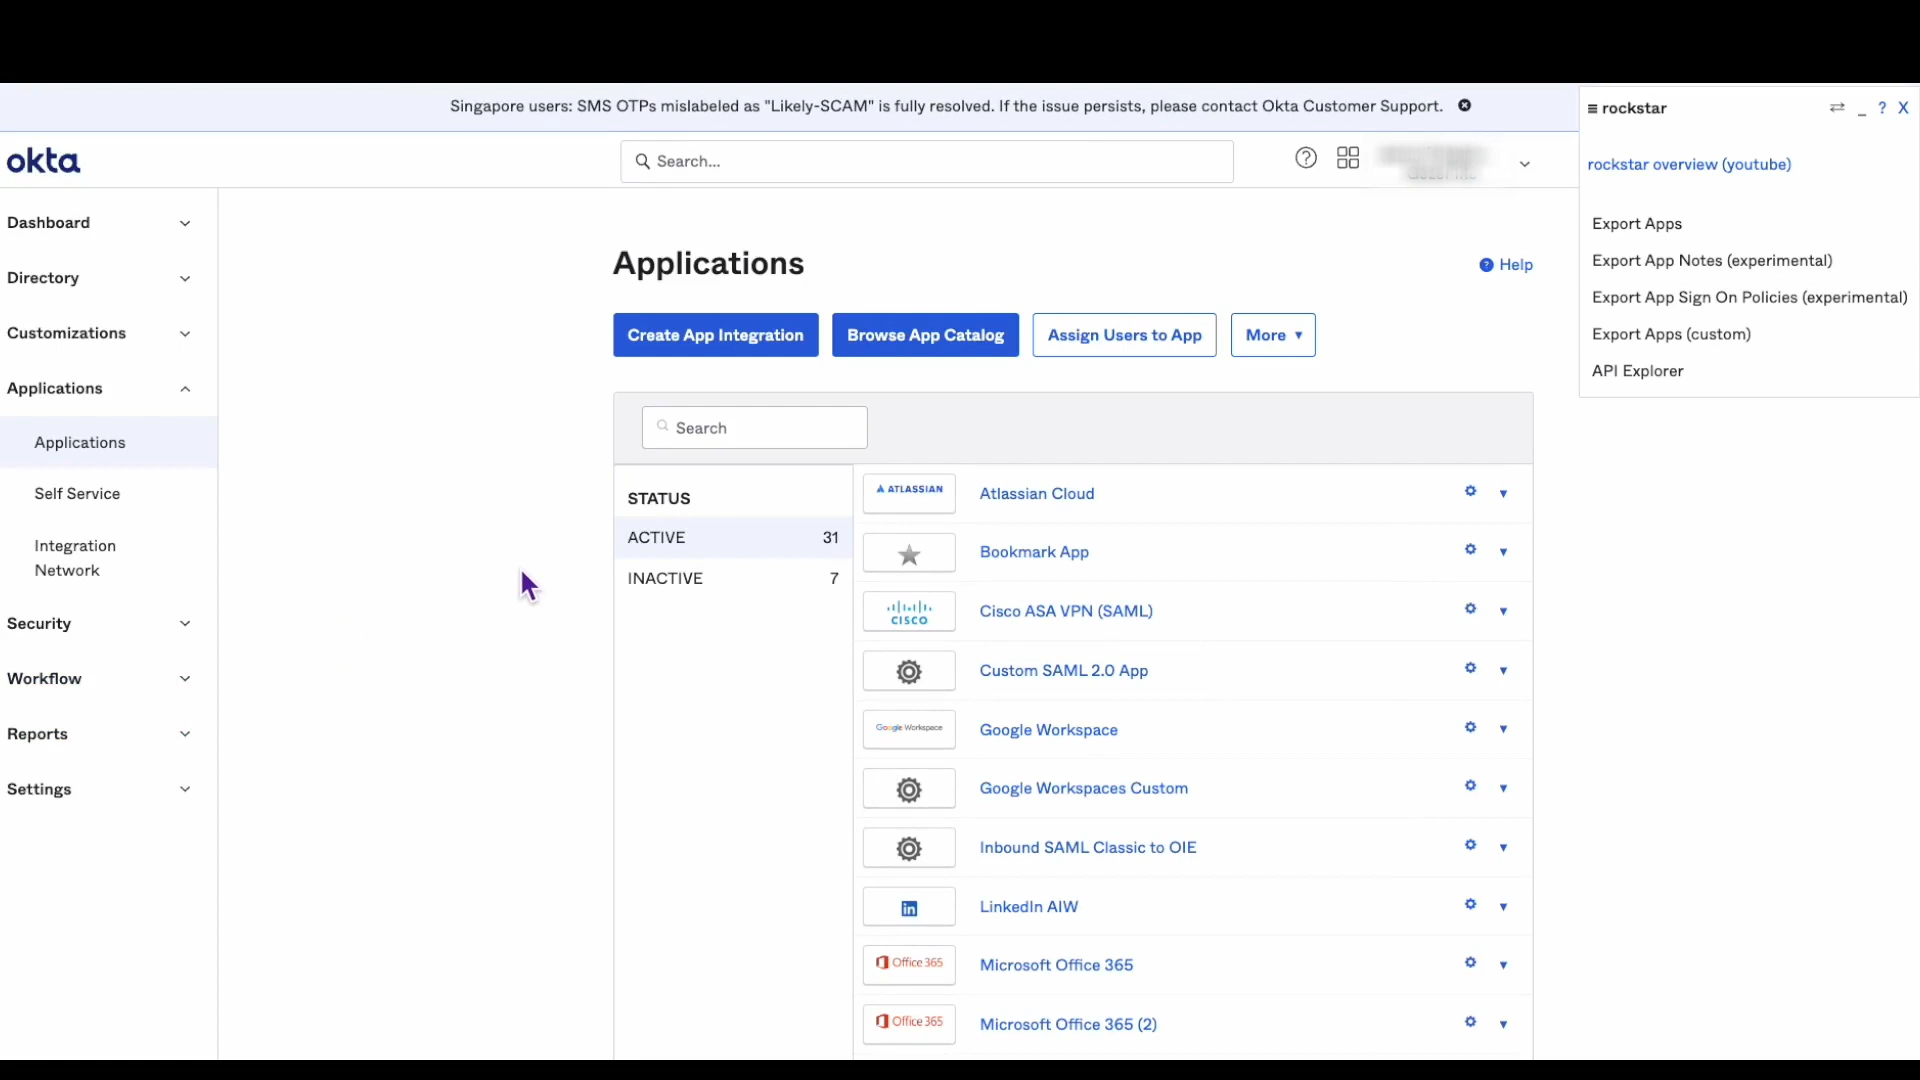 Singapore users: SMS OTPs mislabeled as "Likely-SCAM" is fully resolved. If the issue persists, please contact Okta Customer Support.
≡ rockstar
⇄ _ ? X
okta
Search...
rockstar overview (youtube)
Export Apps
Export App Notes (experimental)
Export App Sign On Policies (experimental)
Export Apps (custom)
API Explorer
Dashboard
Directory
Customizations
Applications
Applications
Self Service
Integration
Network
Security
Workflow
Reports
Settings
Applications
Help
Create App Integration
Browse App Catalog
Assign Users to App
More ▼
Search
STATUS
ACTIVE 31
INACTIVE 7
ATLASSIAN Atlassian Cloud
Bookmark App
CISCO Cisco ASA VPN (SAML)
Custom SAML 2.0 App
Google Workspace Google Workspace
Google Workspaces Custom
Inbound SAML Classic to OIE
in LinkedIn AIW
Office 365 Microsoft Office 365
Office 365 Microsoft Office 365 (2)